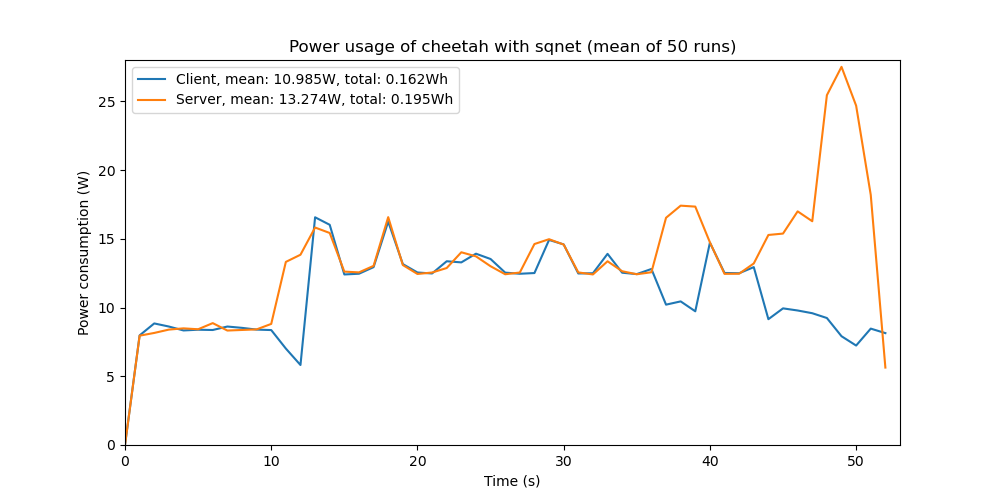 Power usage of cheetah with sqnet (mean of 50 runs)
Client, mean: 10.985W, total: 0.162Wh
Server, mean: 13.274W, total: 0.195Wh
Power consumption (W)
25
20
15
10
5
0
0 10 20 30 40 50
Time (s)